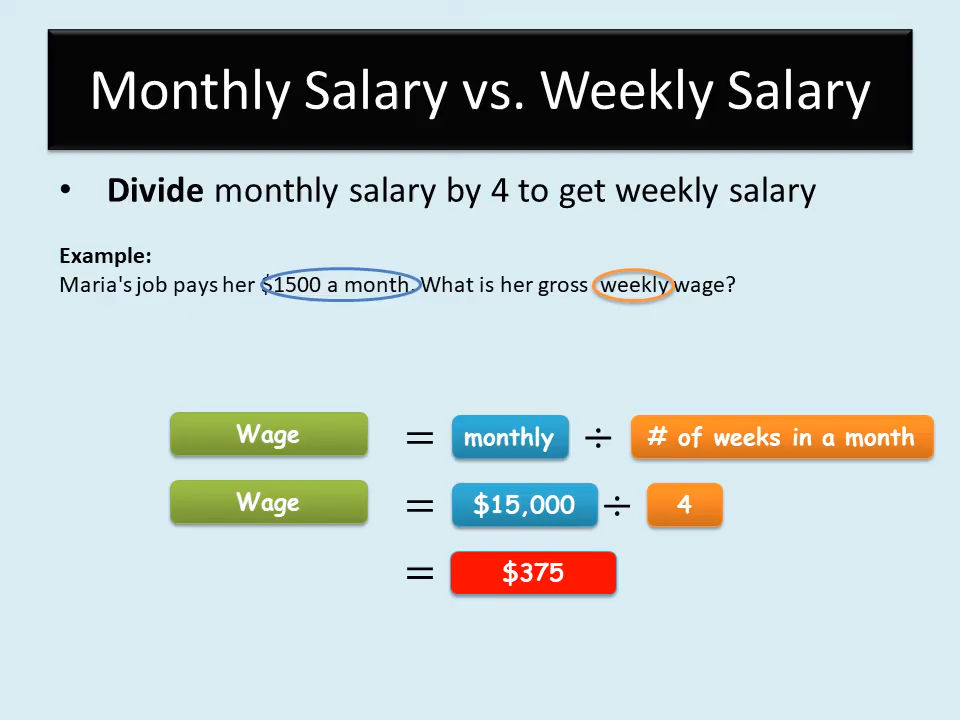 Monthly Salary vs. Weekly Salary
• Divide monthly salary by 4 to get weekly salary
Example:
Maria's job pays her $1500 a month. What is her gross weekly wage?
Wage = monthly ÷ # of weeks in a month
Wage = $15,000 ÷ 4
= $375